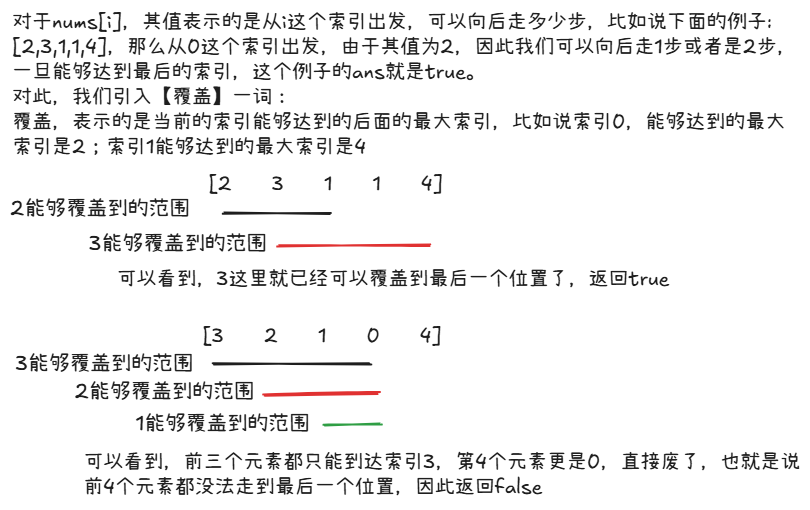 对于nums[i]，其值表示的是从i这个索引出发，可以向后走多少步，比如说下面的例子:
[2,3,1,1,4]，那么从0这个索引出发，由于其值为2，因此我们可以向后走1步或者是2步，
一旦能够达到最后的索引，这个例子的ans就是true。
对此，我们引入【覆盖】一词：
覆盖，表示的是当前的索引能够达到的后面的最大索引，比如说索引0，能够达到的最大
索引是2；索引1能够达到的最大索引是4
[2 3 1 1 4]
2能够覆盖到的范围
3能够覆盖到的范围
可以看到，3这里就已经可以覆盖到最后一个位置了，返回true
[3 2 1 0 4]
3能够覆盖到的范围
2能够覆盖到的范围
1能够覆盖到的范围
可以看到，前三个元素都只能到达索引3，第4个元素更是0，直接废了，也就是说
前4个元素都没法走到最后一个位置，因此返回false